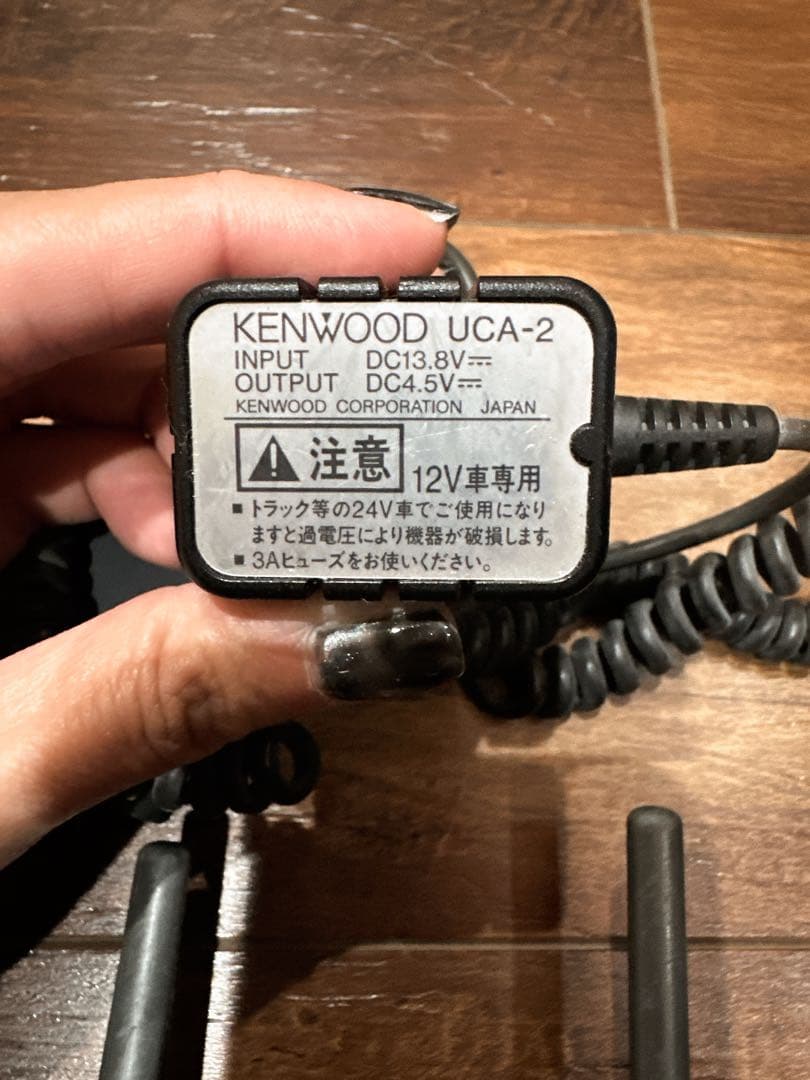 KENWOOD UCA-2
INPUT DC13.8V⎓
OUTPUT DC4.5V⎓
KENWOOD CORPORATION JAPAN
⚠ 注意 12V車専用
■ トラック等の24V車でご使用になり
ますと過電圧により機器が破損します。
■ 3Aヒューズをお使いください。